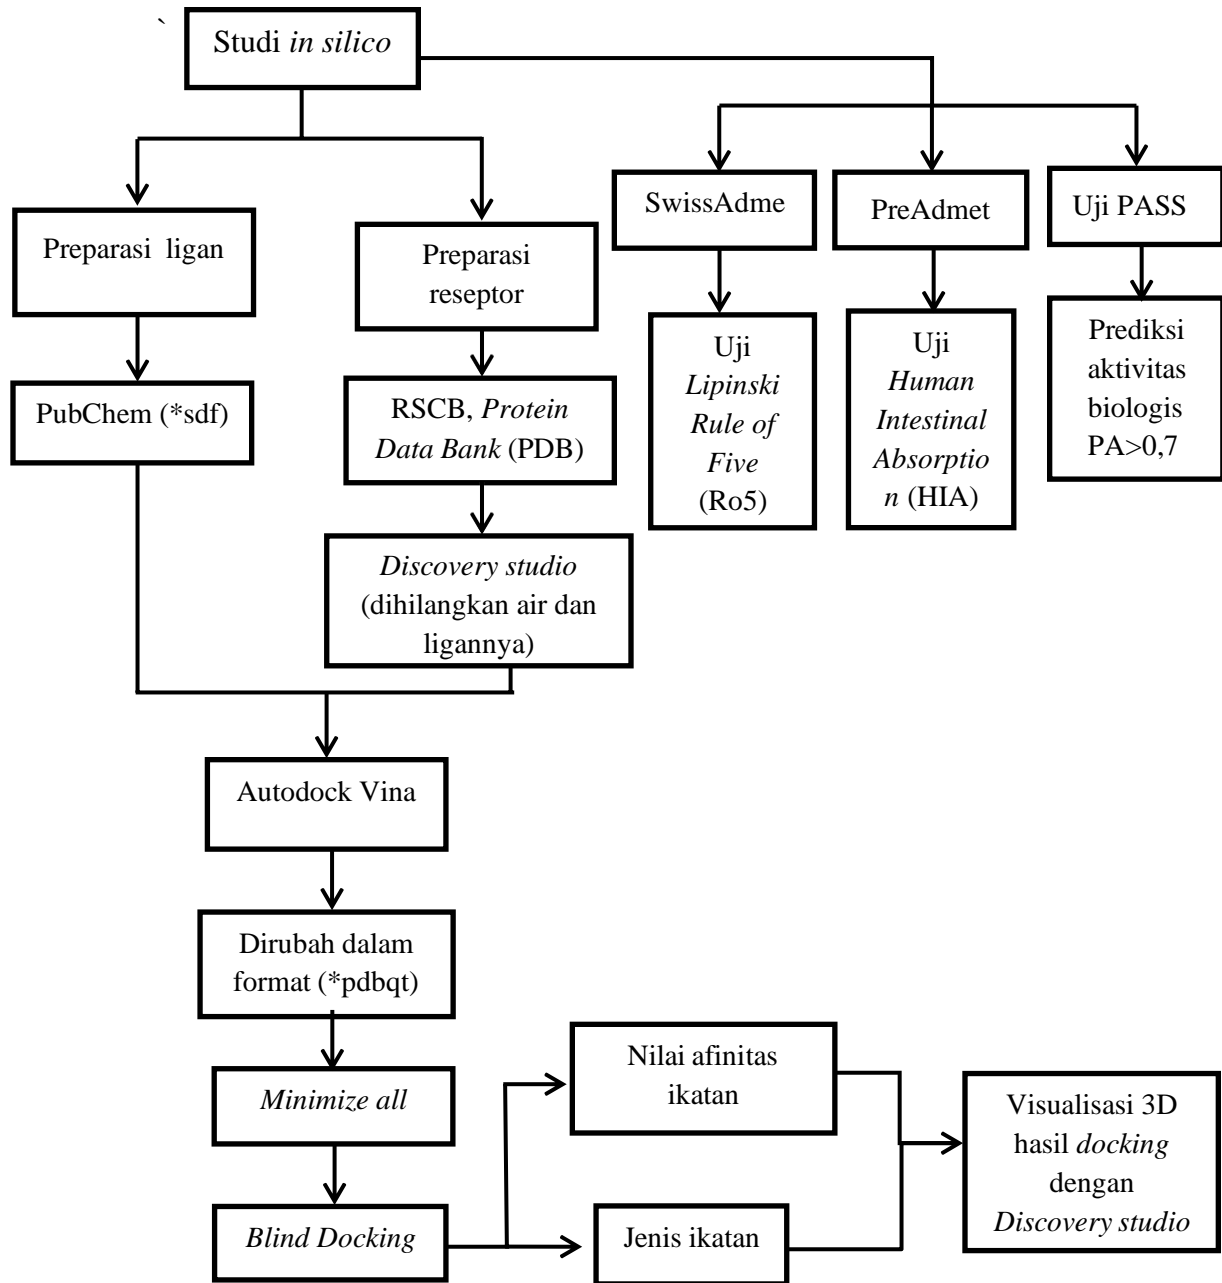 `
Studi in silico
SwissAdme
PreAdmet
Uji PASS
Preparasi ligan
Preparasi
reseptor
Uji
Lipinski
Rule of
Five
(Ro5)
Uji
Human
Intestinal
Absorptio
n (HIA)
Prediksi
aktivitas
biologis
PA>0,7
PubChem (*sdf)
RSCB, Protein
Data Bank (PDB)
Discovery studio
(dihilangkan air dan
ligannya)
Autodock Vina
Dirubah dalam
format (*pdbqt)
Minimize all
Blind Docking
Nilai afinitas
ikatan
Jenis ikatan
Visualisasi 3D
hasil docking
dengan
Discovery studio